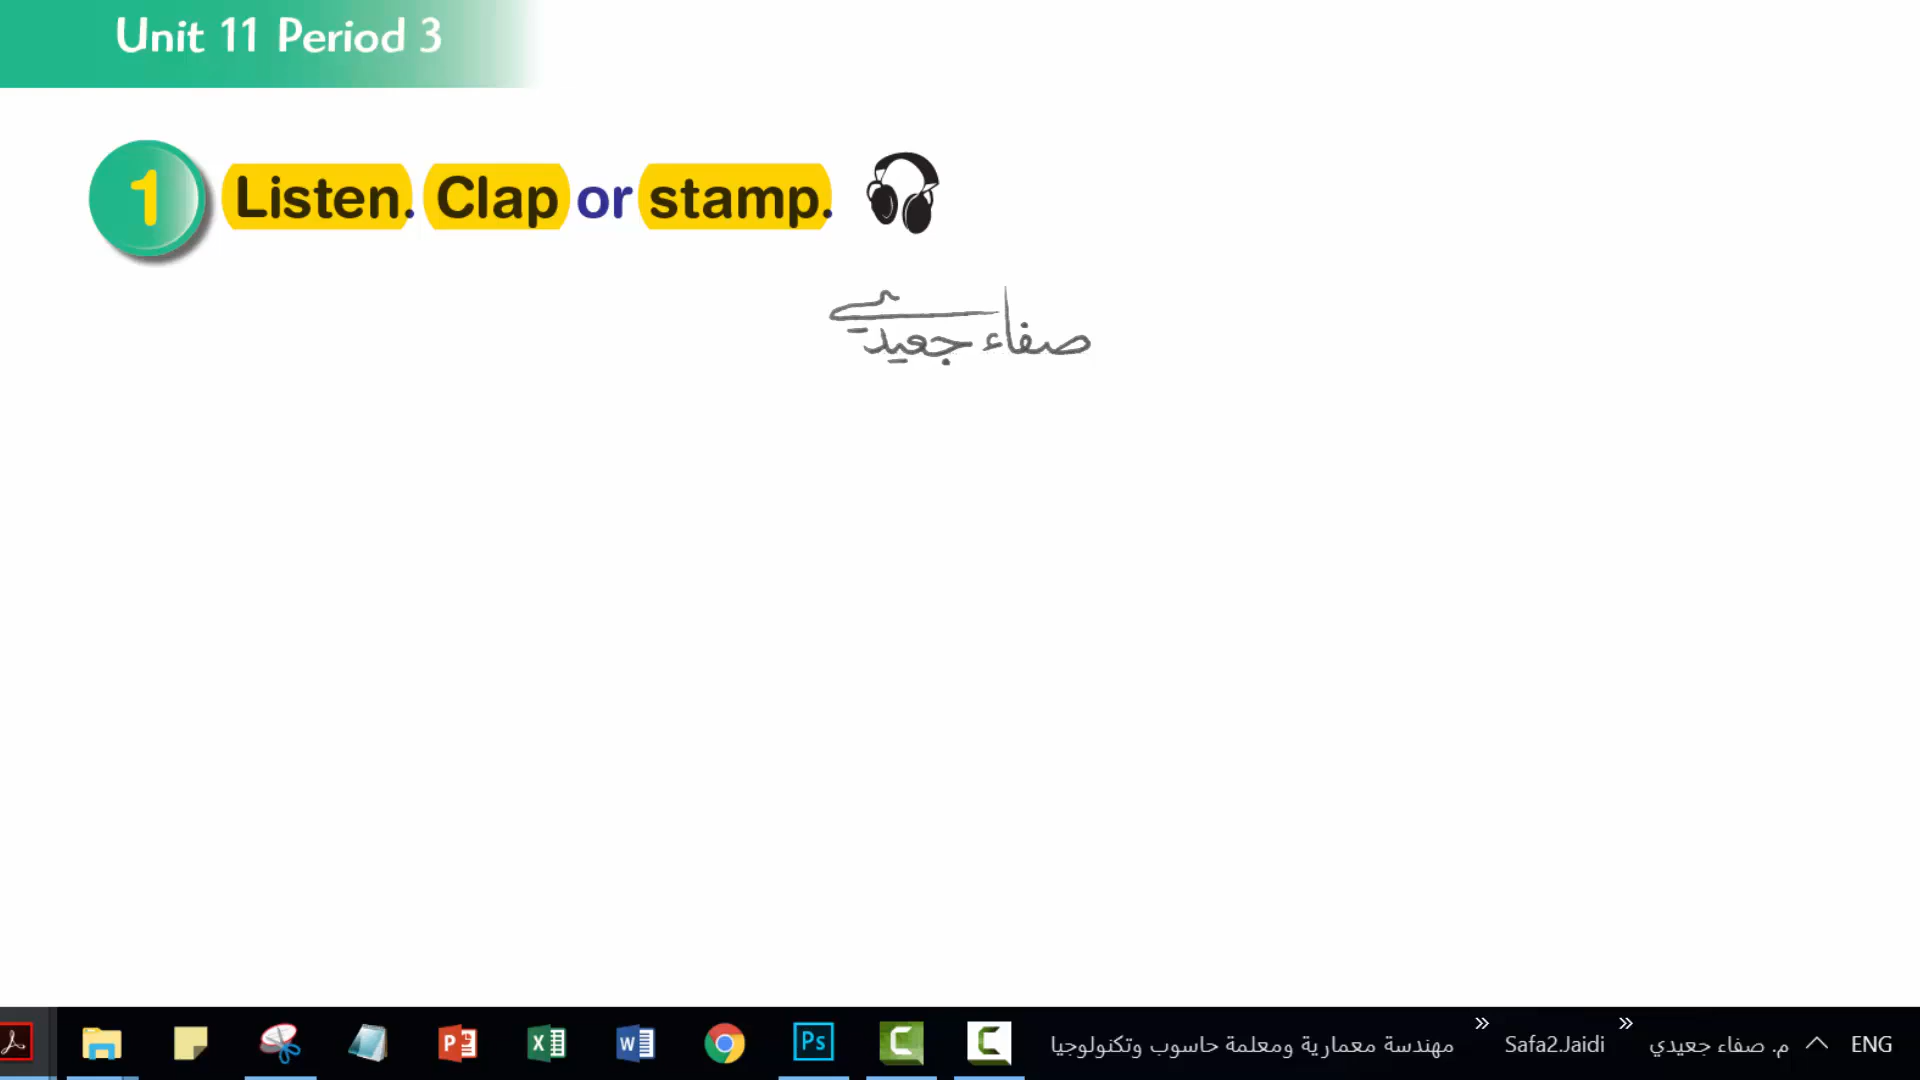 Unit 11 Period 3
1 Listen. Clap or stamp.
صفاء جعيدي
مهندسة معمارية ومعلمة حاسوب وتكنولوجيا » Safa2.Jaidi » م. صفاء جعيدي ENG